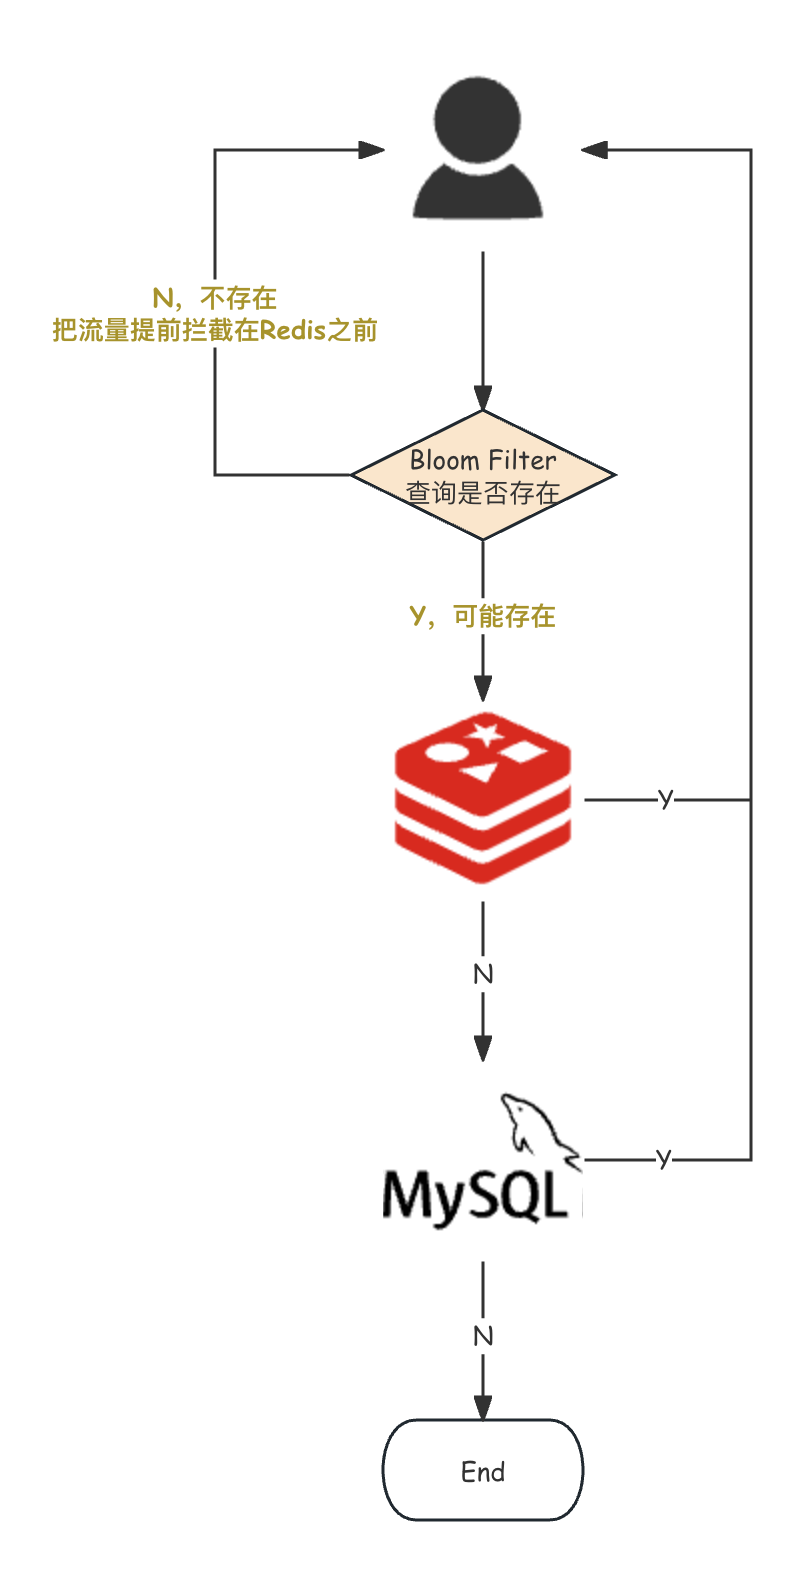 N，不存在
把流量提前拦截在Redis之前
Bloom Filter
查询是否存在
Y，可能存在
Y
N
MySQL
Y
N
End